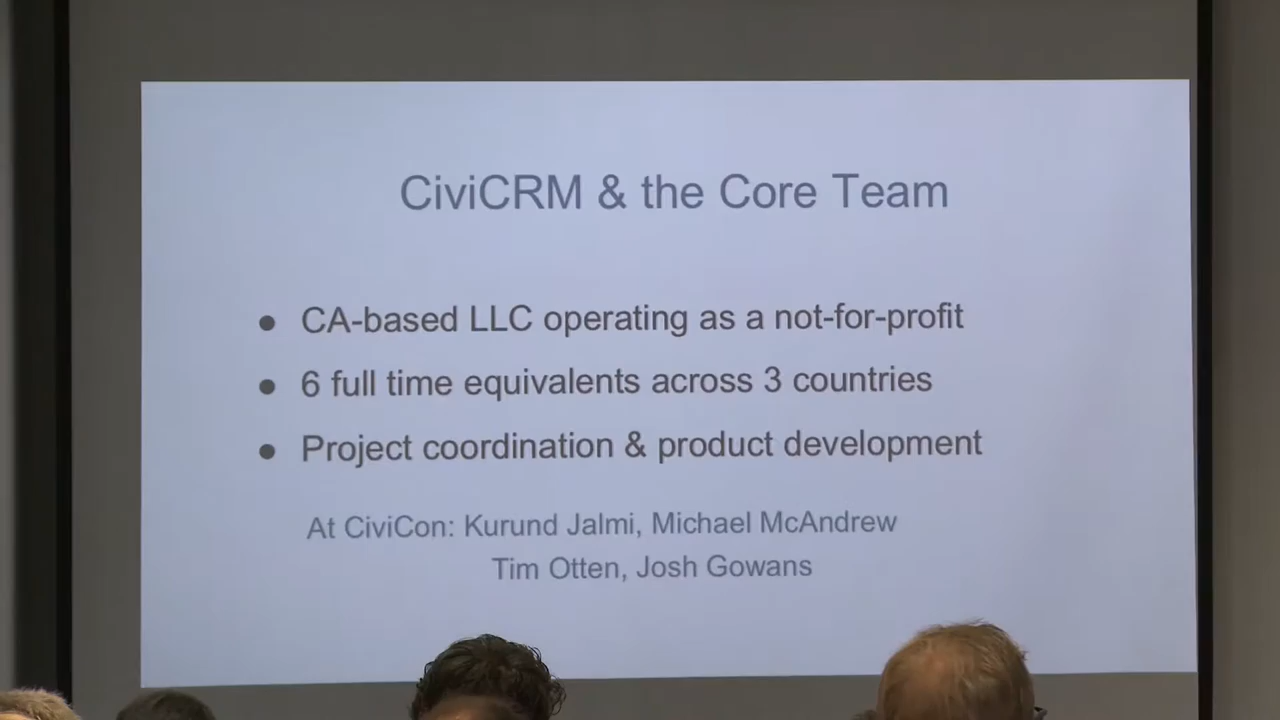 CiviCRM & the Core Team
● CA-based LLC operating as a not-for-profit
● 6 full time equivalents across 3 countries
● Project coordination & product development
At CiviCon: Kurund Jalmi, Michael McAndrew
Tim Otten, Josh Gowans